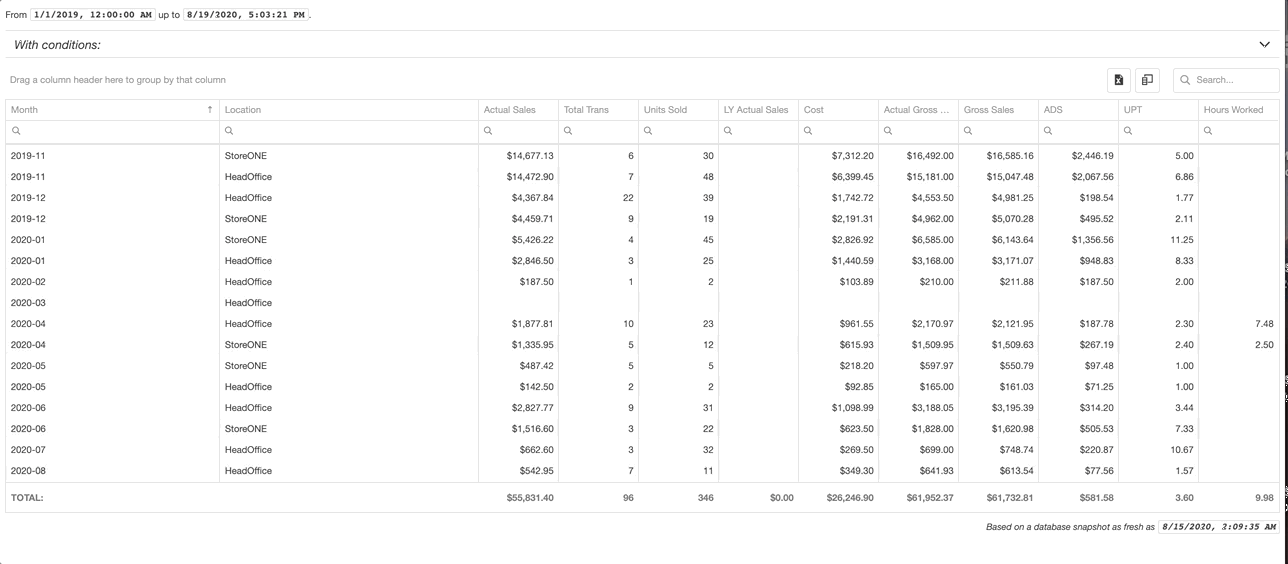 From 1/1/2019, 12:00:00 AM up to 8/19/2020, 5:03:21 PM.
With conditions:
Drag a column header here to group by that column Search...
Month ↑ Location Actual Sales Total Trans Units Sold LY Actual Sales Cost Actual Gross ... Gross Sales ADS UPT Hours Worked
2019-11 StoreONE $14,677.13 6 30 $7,312.20 $16,492.00 $16,585.16 $2,446.19 5.00
2019-11 HeadOffice $14,472.90 7 48 $6,399.45 $15,181.00 $15,047.48 $2,067.56 6.86
2019-12 HeadOffice $4,367.84 22 39 $1,742.72 $4,553.50 $4,981.25 $198.54 1.77
2019-12 StoreONE $4,459.71 9 19 $2,191.31 $4,962.00 $5,070.28 $495.52 2.11
2020-01 StoreONE $5,426.22 4 45 $2,826.92 $6,585.00 $6,143.64 $1,356.56 11.25
2020-01 HeadOffice $2,846.50 3 25 $1,440.59 $3,168.00 $3,171.07 $948.83 8.33
2020-02 HeadOffice $187.50 1 2 $103.89 $210.00 $211.88 $187.50 2.00
2020-03 HeadOffice
2020-04 HeadOffice $1,877.81 10 23 $961.55 $2,170.97 $2,121.95 $187.78 2.30 7.48
2020-04 StoreONE $1,335.95 5 12 $615.93 $1,509.95 $1,509.63 $267.19 2.40 2.50
2020-05 StoreONE $487.42 5 5 $218.20 $597.97 $550.79 $97.48 1.00
2020-05 HeadOffice $142.50 2 2 $92.85 $165.00 $161.03 $71.25 1.00
2020-06 HeadOffice $2,827.77 9 31 $1,098.99 $3,188.05 $3,195.39 $314.20 3.44
2020-06 StoreONE $1,516.60 3 22 $623.50 $1,828.00 $1,620.98 $505.53 7.33
2020-07 HeadOffice $662.60 3 32 $269.50 $699.00 $748.74 $220.87 10.67
2020-08 HeadOffice $542.95 7 11 $349.30 $641.93 $613.54 $77.56 1.57
TOTAL: $55,831.40 96 346 $0.00 $26,246.90 $61,952.37 $61,732.81 $581.58 3.60 9.98
Based on a database snapshot as fresh as 8/15/2020, AM